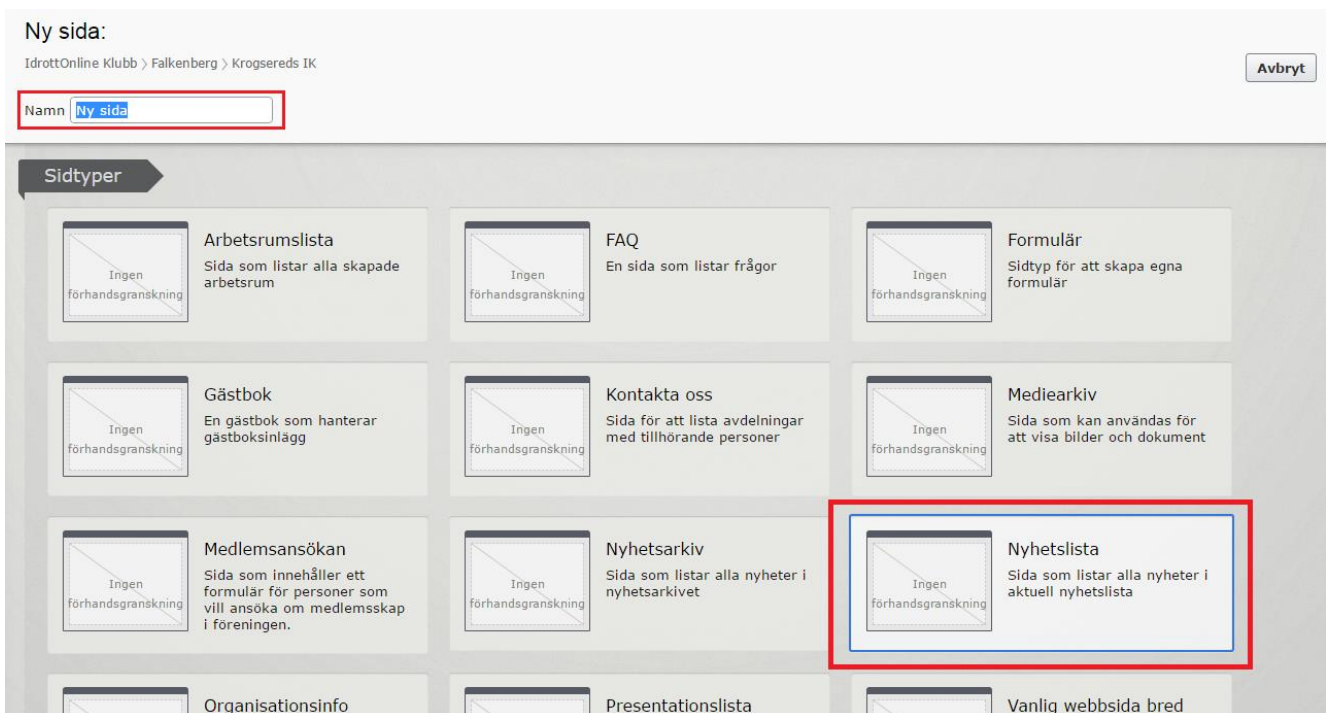 Ny sida:
IdrottOnline Klubb 〉 Falkenberg 〉 Krogsereds IK
Avbryt
Namn Ny sida
Sidtyper
Ingen
förhandsgranskning
Arbetsrumslista
Sida som listar alla skapade
arbetsrum
Ingen
förhandsgranskning
FAQ
En sida som listar frågor
Ingen
förhandsgranskning
Formulär
Sidtyp för att skapa egna
formulär
Ingen
förhandsgranskning
Gästbok
En gästbok som hanterar
gästboksinlägg
Ingen
förhandsgranskning
Kontakta oss
Sida för att lista avdelningar
med tillhörande personer
Ingen
förhandsgranskning
Mediearkiv
Sida som kan användas för
att visa bilder och dokument
Ingen
förhandsgranskning
Medlemsansökan
Sida som innehåller ett
formulär för personer som
vill ansöka om medlemsskap
i föreningen.
Ingen
förhandsgranskning
Nyhetsarkiv
Sida som listar alla nyheter i
nyhetsarkivet
Ingen
förhandsgranskning
Nyhetslista
Sida som listar alla nyheter i
aktuell nyhetslista
Organisationsinfo
Presentationslista
Vanlig webbsida bred